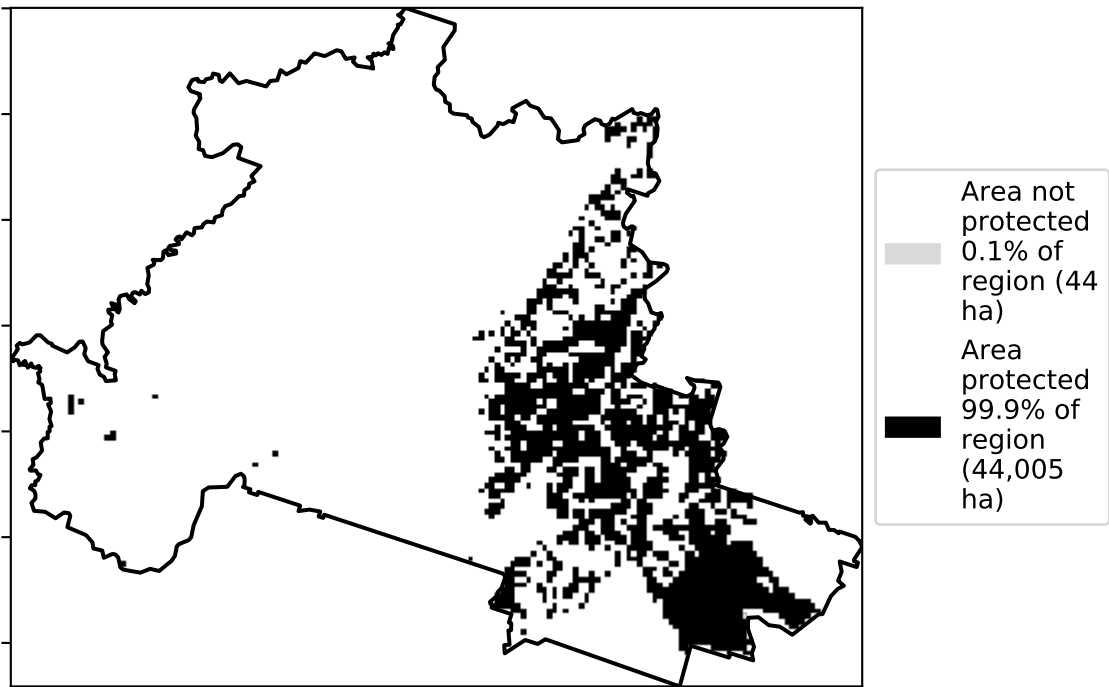 Area not
protected
0.1% of
region (44
ha)
Area
protected
99.9% of
region
(44,005
ha)